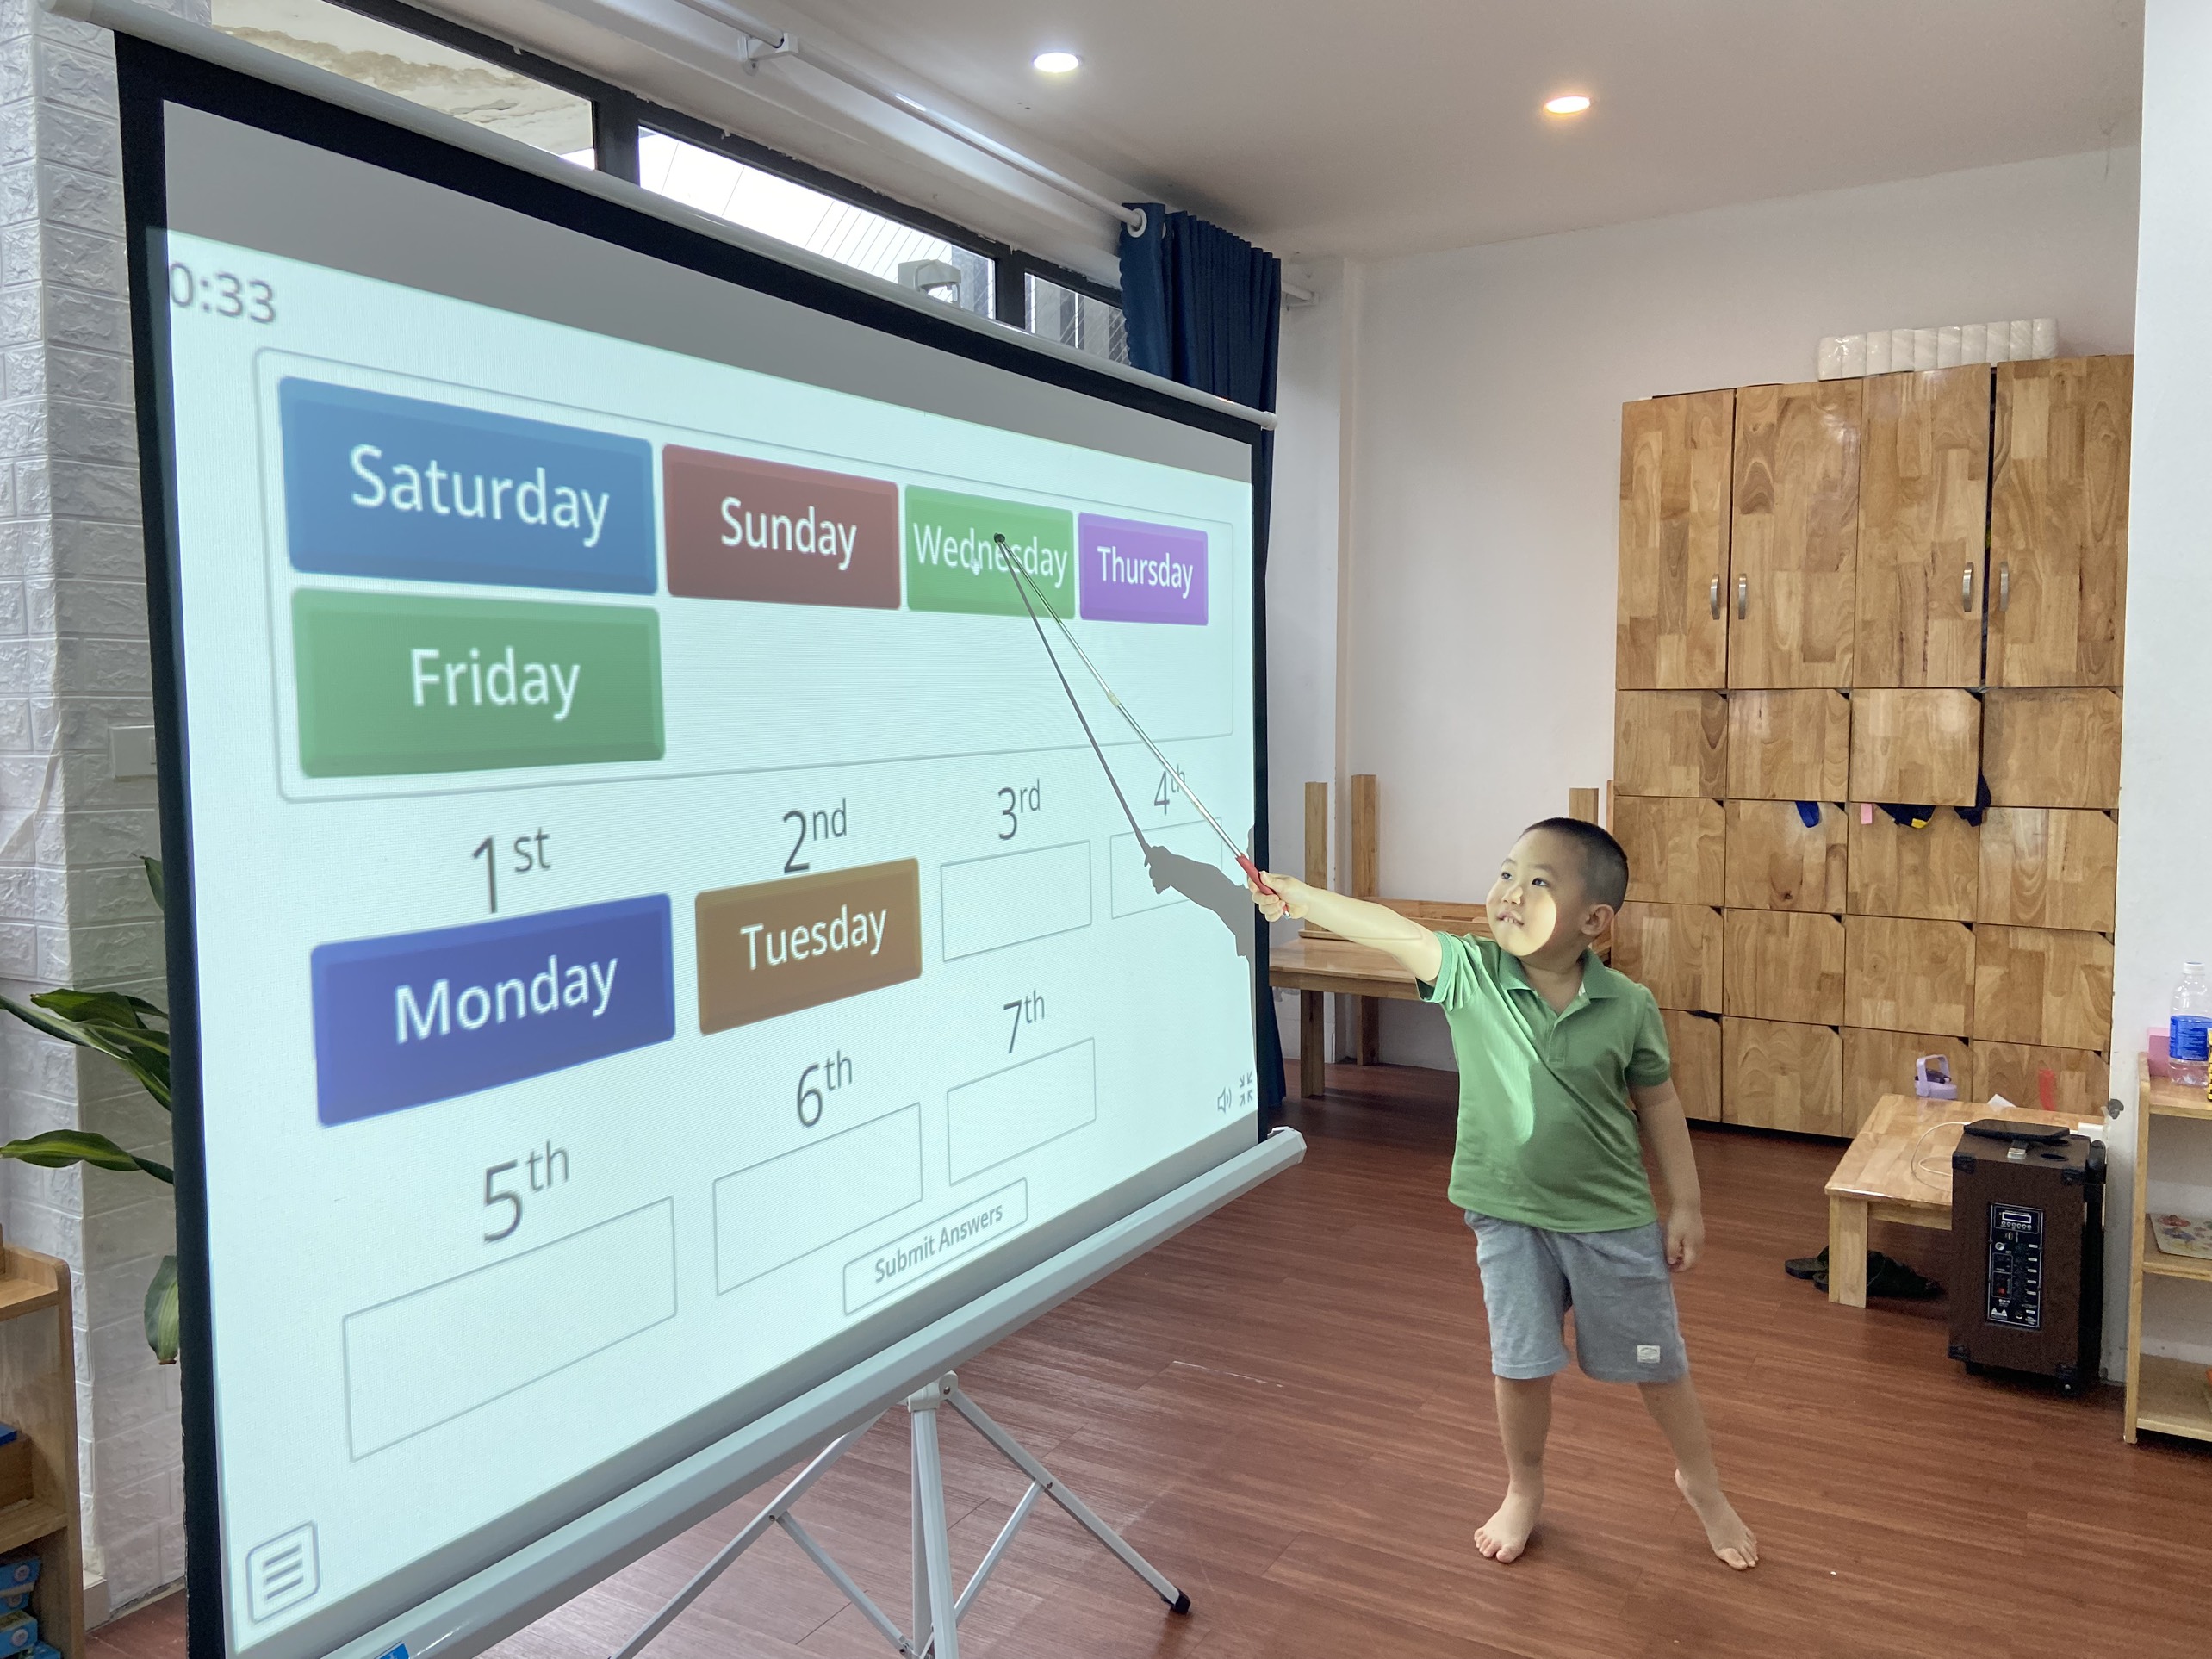 0:33
Saturday
Sunday
Wednesday
Thursday
Friday
1st
2nd
3rd
4th
Monday
Tuesday
5th
6th
7th
Submit Answers